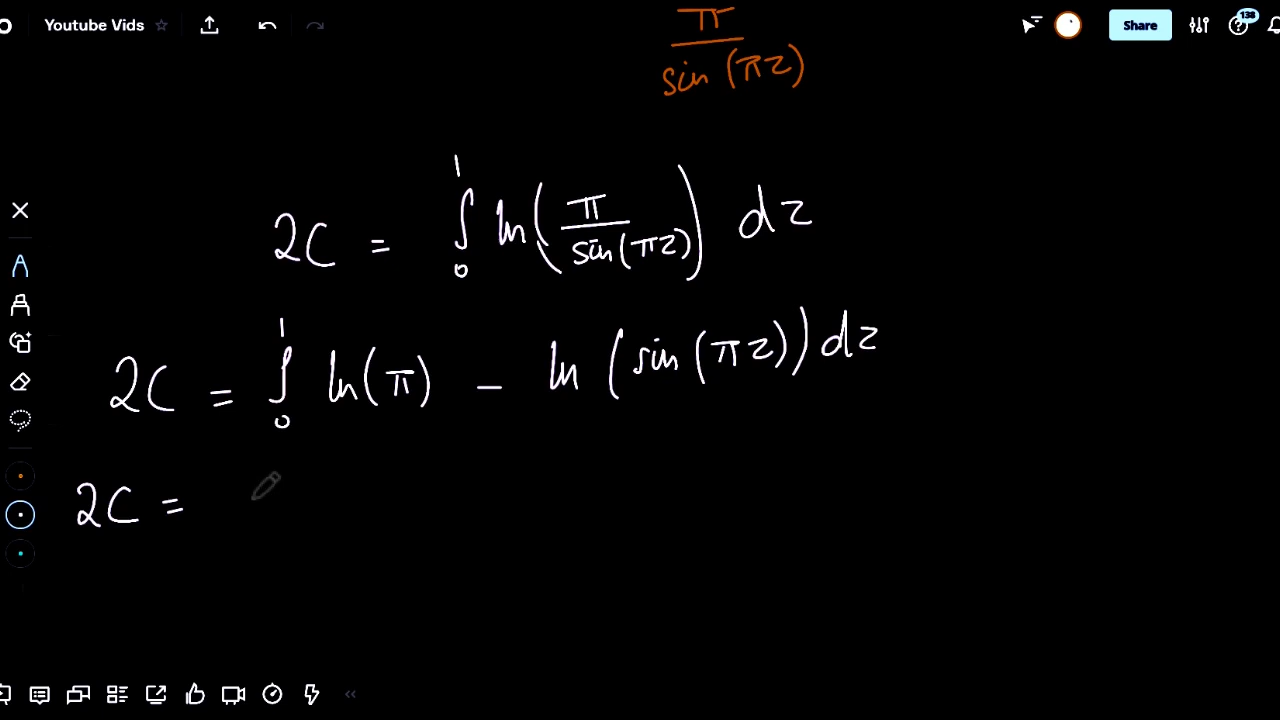 Youtube Vids
Share
138
π / sin (πz)
2C = ∫₀¹ ln(π / sin(πz)) dz
2C = ∫₀¹ ln(π) - ln(sin(πz)) dz
2C =